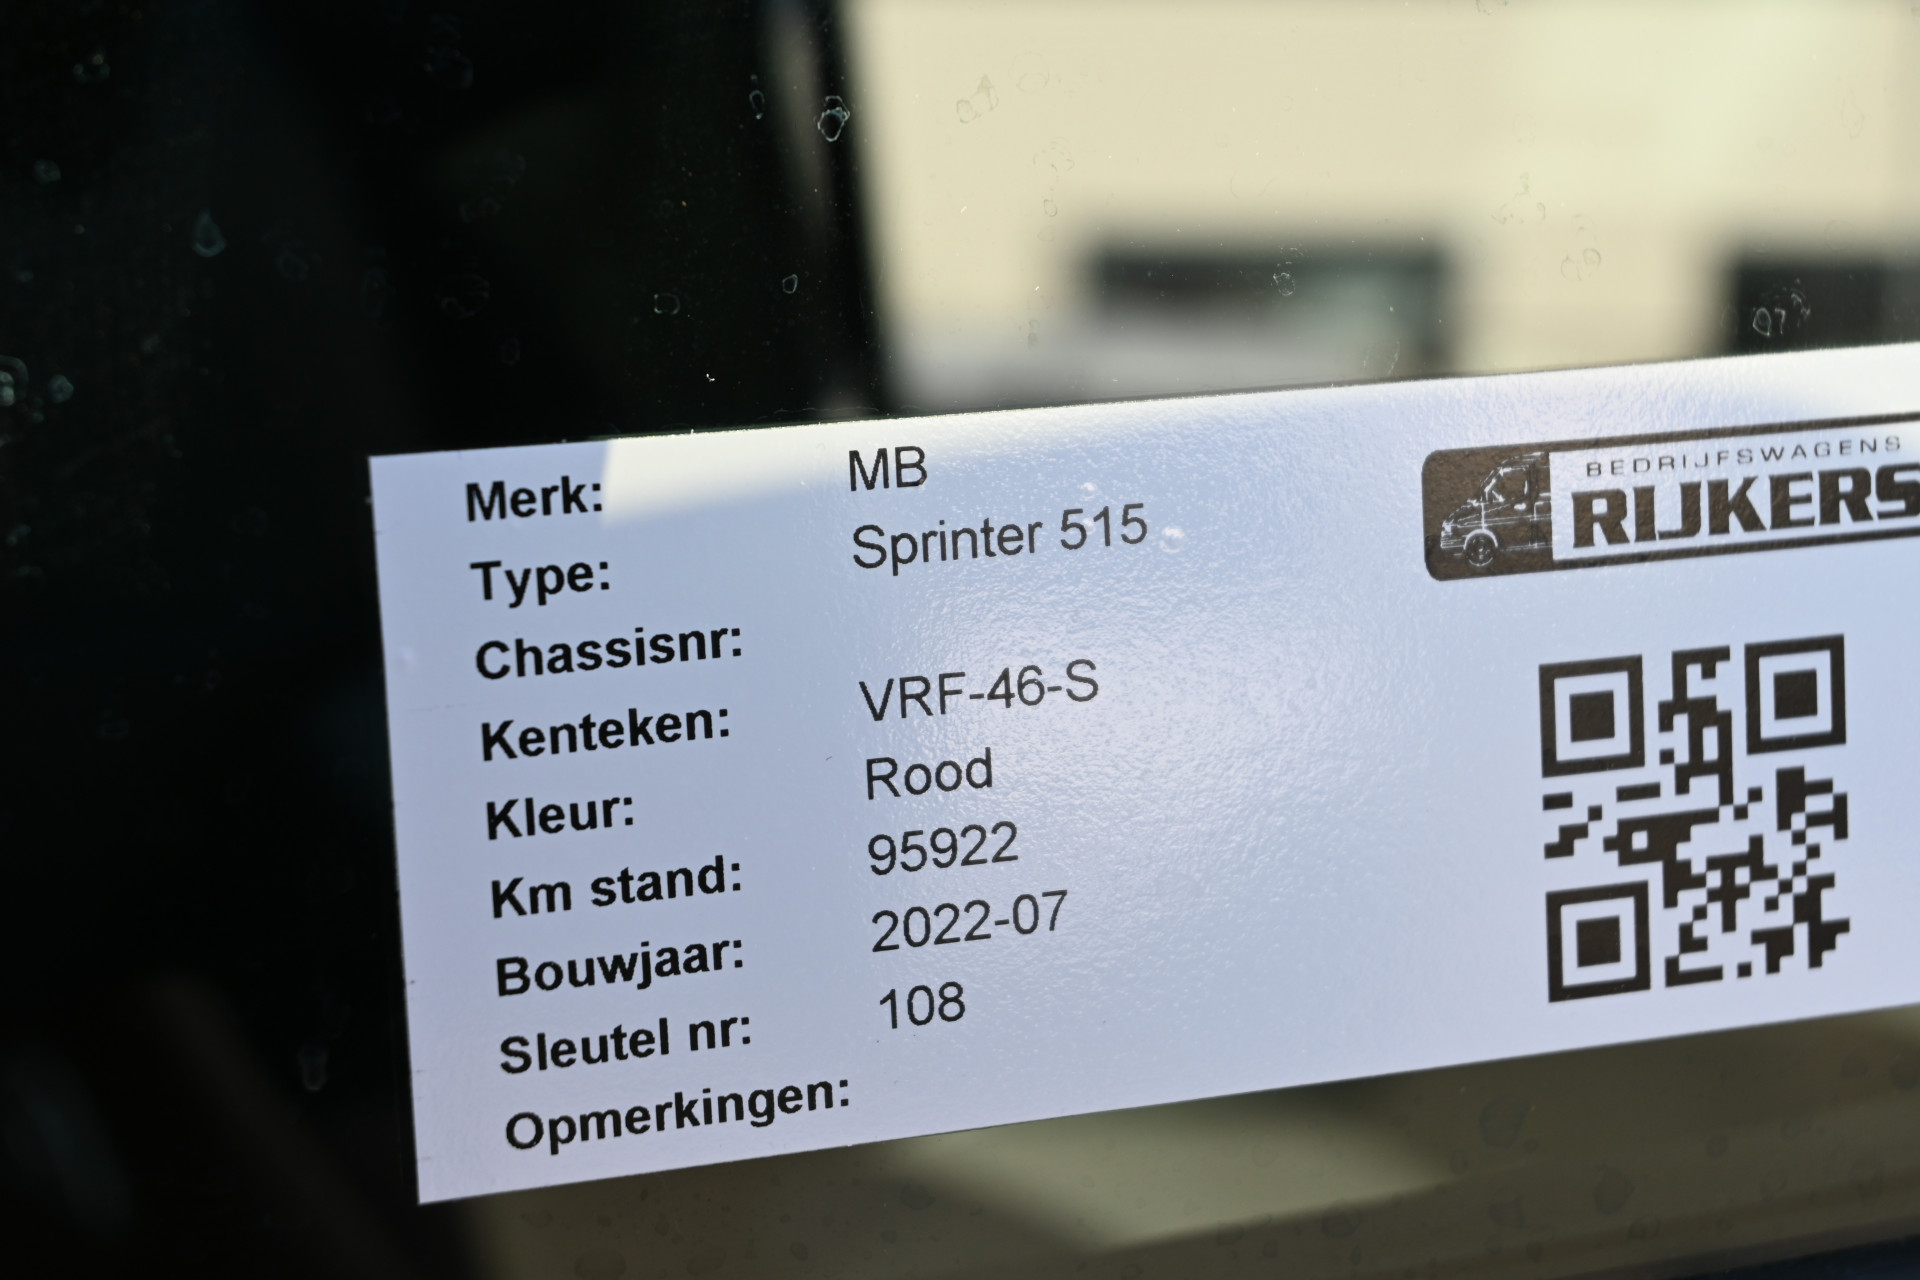 Merk: MB
Type: Sprinter 515
Chassisnr:
Kenteken: VRF-46-S
Kleur: Rood
Km stand: 95922
Bouwjaar: 2022-07
Sleutel nr: 108
Opmerkingen:
BEDRIJFSWAGENS
RIJKERS